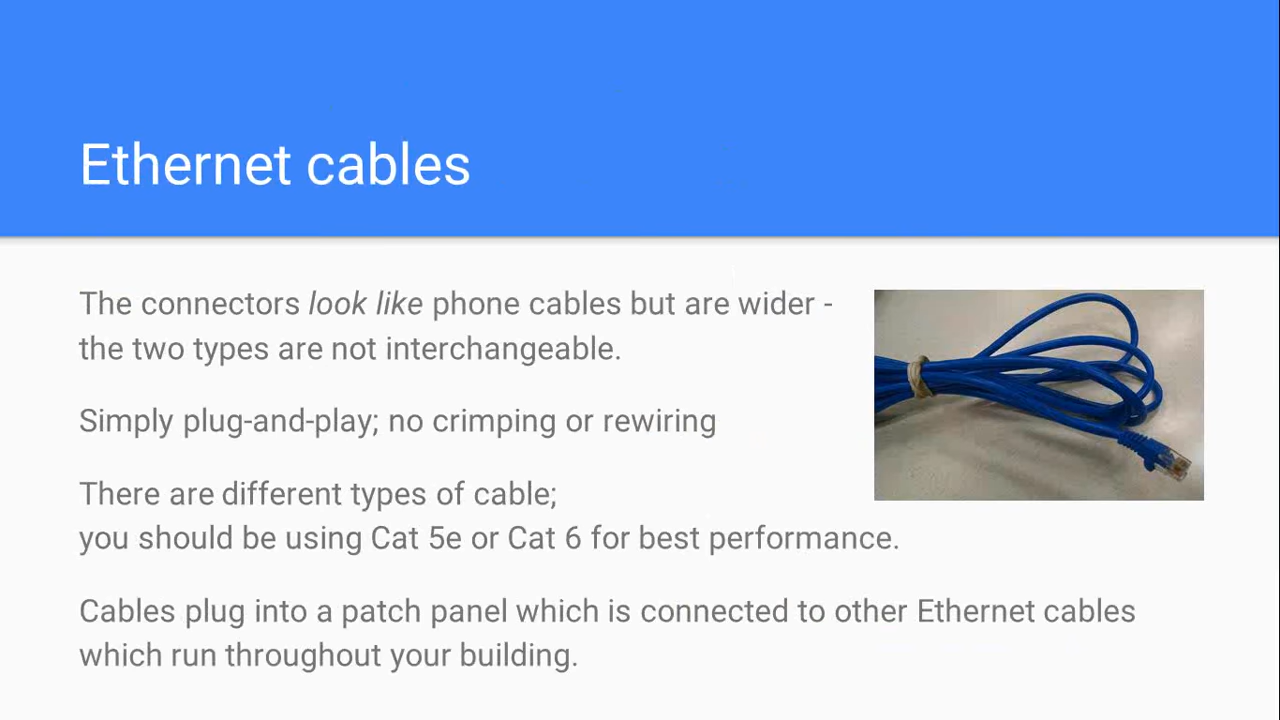 Ethernet cables
The connectors look like phone cables but are wider -
the two types are not interchangeable.
Simply plug-and-play; no crimping or rewiring
There are different types of cable;
you should be using Cat 5e or Cat 6 for best performance.
Cables plug into a patch panel which is connected to other Ethernet cables
which run throughout your building.